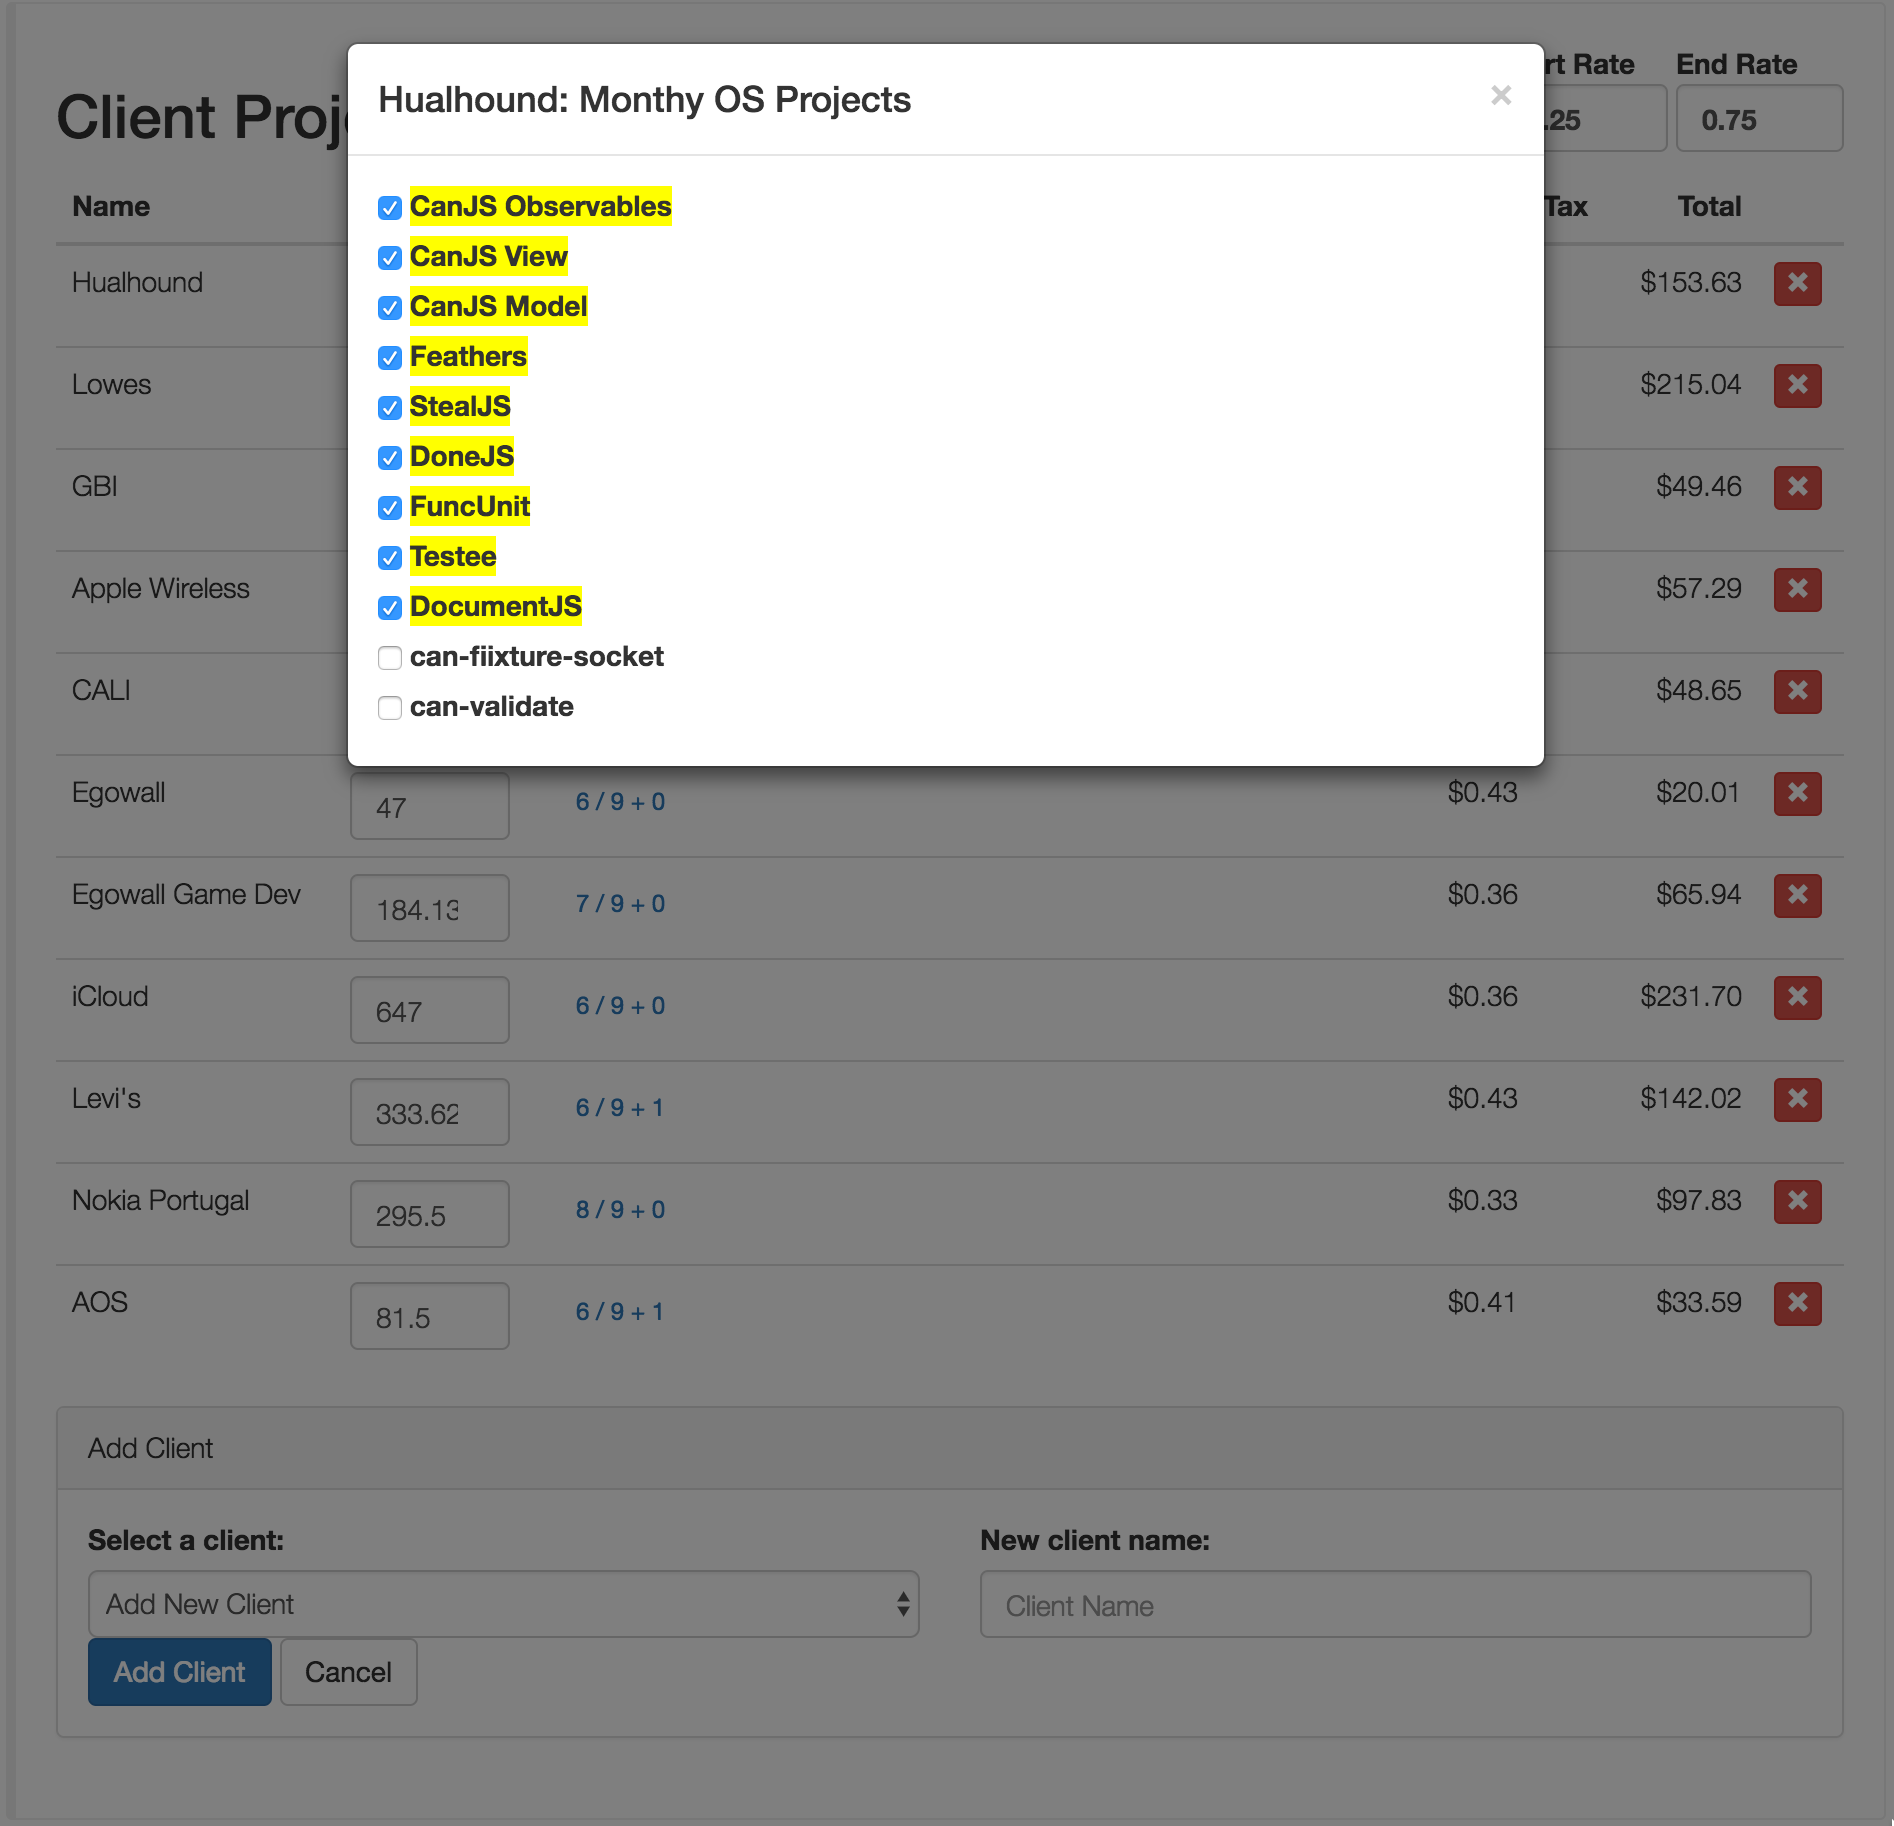 Hualhound: Monthy OS Projects ×
CanJS Observables
CanJS View
CanJS Model
Feathers
StealJS
DoneJS
FuncUnit
Testee
DocumentJS
can-fiixture-socket
can-validate
Client Proj
rt Rate End Rate
.25 0.75
Name Tax Total
Hualhound $153.63
Lowes $215.04
GBI $49.46
Apple Wireless $57.29
CALI $48.65
Egowall 47 6 / 9 + 0 $0.43 $20.01
Egowall Game Dev 184.13 7 / 9 + 0 $0.36 $65.94
iCloud 647 6 / 9 + 0 $0.36 $231.70
Levi's 333.62 6 / 9 + 1 $0.43 $142.02
Nokia Portugal 295.5 8 / 9 + 0 $0.33 $97.83
AOS 81.5 6 / 9 + 1 $0.41 $33.59
Add Client
Select a client: New client name:
Add New Client Client Name
Add Client Cancel